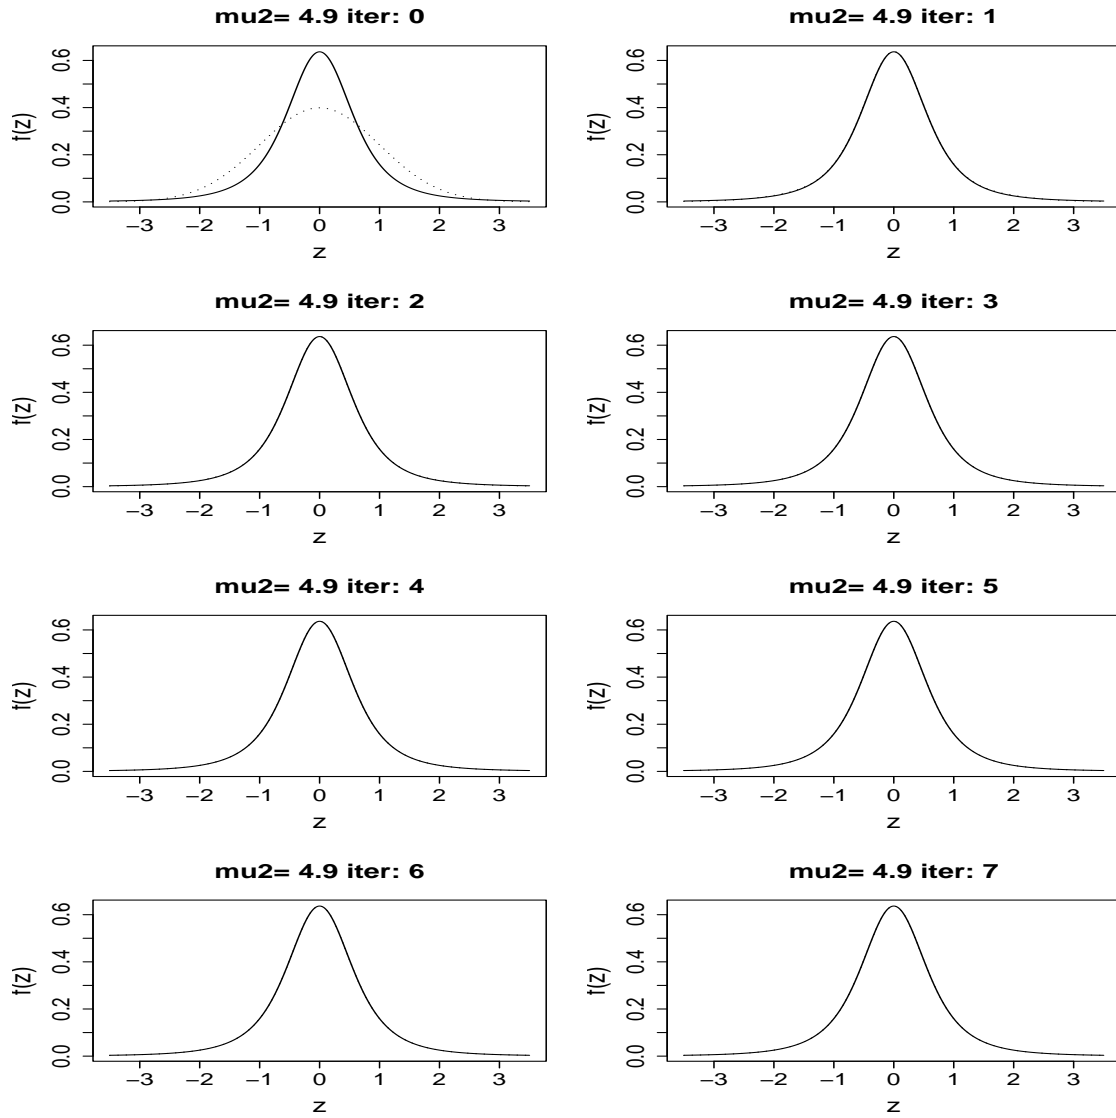 mu2= 4.9 iter: 0
f(z)
0.0 0.2 0.4 0.6
−3 −2 −1 0 1 2 3
z
mu2= 4.9 iter: 1
f(z)
0.0 0.2 0.4 0.6
−3 −2 −1 0 1 2 3
z
mu2= 4.9 iter: 2
f(z)
0.0 0.2 0.4 0.6
−3 −2 −1 0 1 2 3
z
mu2= 4.9 iter: 3
f(z)
0.0 0.2 0.4 0.6
−3 −2 −1 0 1 2 3
z
mu2= 4.9 iter: 4
f(z)
0.0 0.2 0.4 0.6
−3 −2 −1 0 1 2 3
z
mu2= 4.9 iter: 5
f(z)
0.0 0.2 0.4 0.6
−3 −2 −1 0 1 2 3
z
mu2= 4.9 iter: 6
f(z)
0.0 0.2 0.4 0.6
−3 −2 −1 0 1 2 3
z
mu2= 4.9 iter: 7
f(z)
0.0 0.2 0.4 0.6
−3 −2 −1 0 1 2 3
z